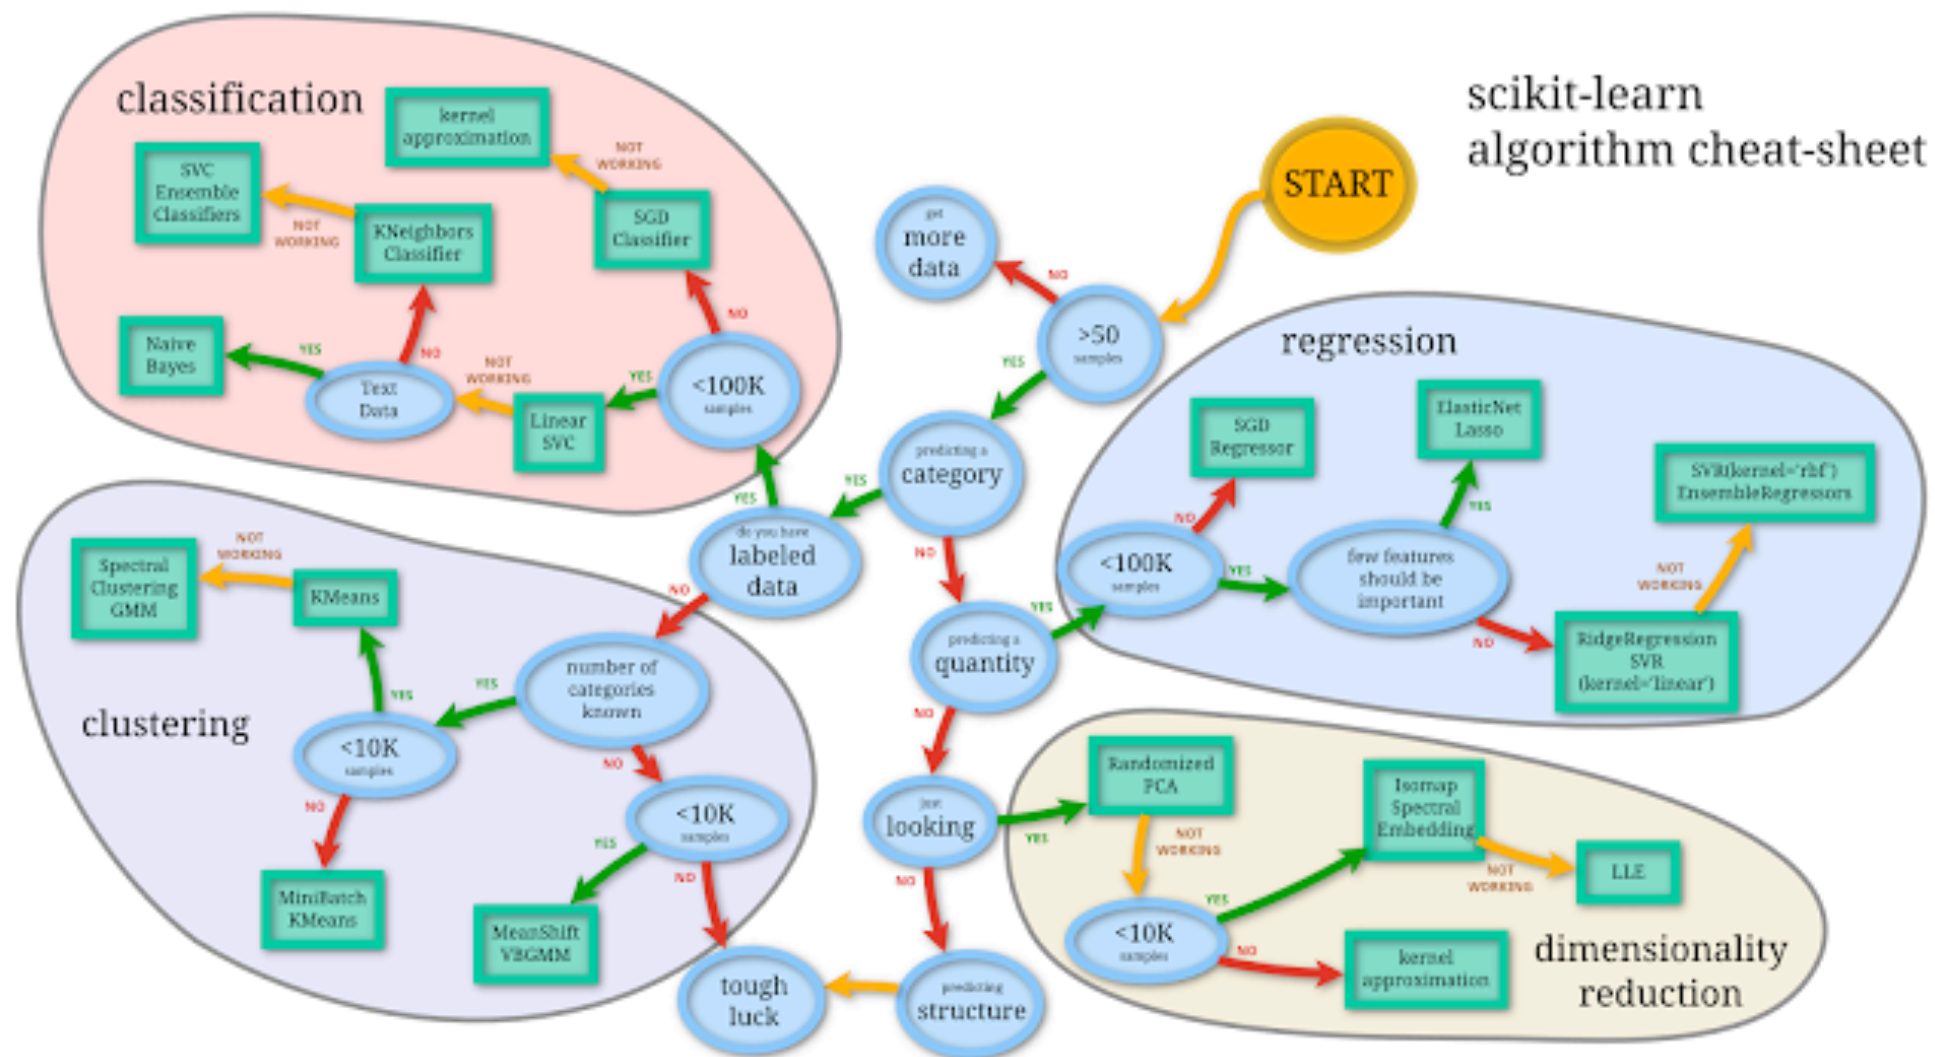 scikit-learn
algorithm cheat-sheet
START
>50
samples
NO
get
more
data
YES
predicting a
category
YES
do you have
labeled
data
NO
predicting a
quantity
YES
NO
just
looking
YES
NO
predicting
structure
tough
luck
classification
YES
<100K
samples
NO
SGD
Classifier
NOT
WORKING
kernel
approximation
YES
Linear
SVC
NOT
WORKING
Text
Data
YES
Naive
Bayes
NO
KNeighbors
Classifier
NOT
WORKING
SVC
Ensemble
Classifiers
clustering
NO
number of
categories
known
YES
<10K
samples
YES
KMeans
NOT
WORKING
Spectral
Clustering
GMM
NO
MiniBatch
KMeans
NO
<10K
samples
YES
MeanShift
VBGMM
NO
regression
<100K
samples
NO
SGD
Regressor
YES
few features
should be
important
YES
ElasticNet
Lasso
NO
RidgeRegression
SVR
(kernel='linear')
NOT
WORKING
SVR(kernel='rbf')
EnsembleRegressors
dimensionality
reduction
Randomized
PCA
NOT
WORKING
<10K
samples
YES
Isomap
Spectral
Embedding
NOT
WORKING
LLE
NO
kernel
approximation